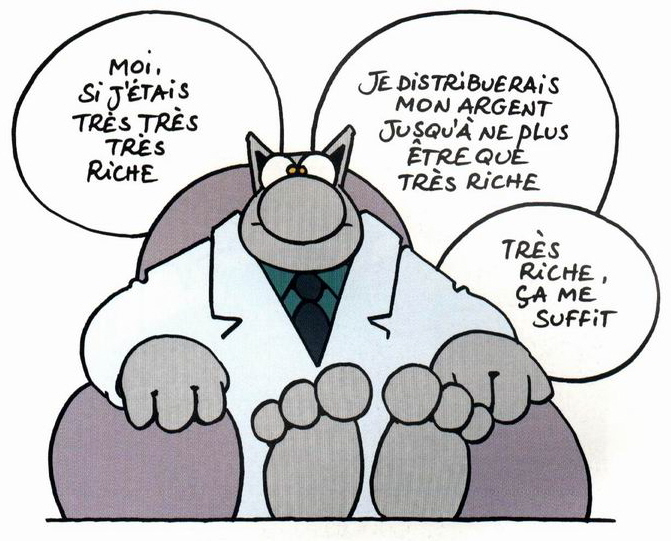 MOI,
SI J'ÉTAIS
TRÈS TRÈS
TRÈS
RICHE
JE DISTRIBUERAIS
MON ARGENT
JUSQU'À NE PLUS
ÊTRE QUE
TRÈS RICHE
TRÈS
RICHE,
ÇA ME
SUFFIT